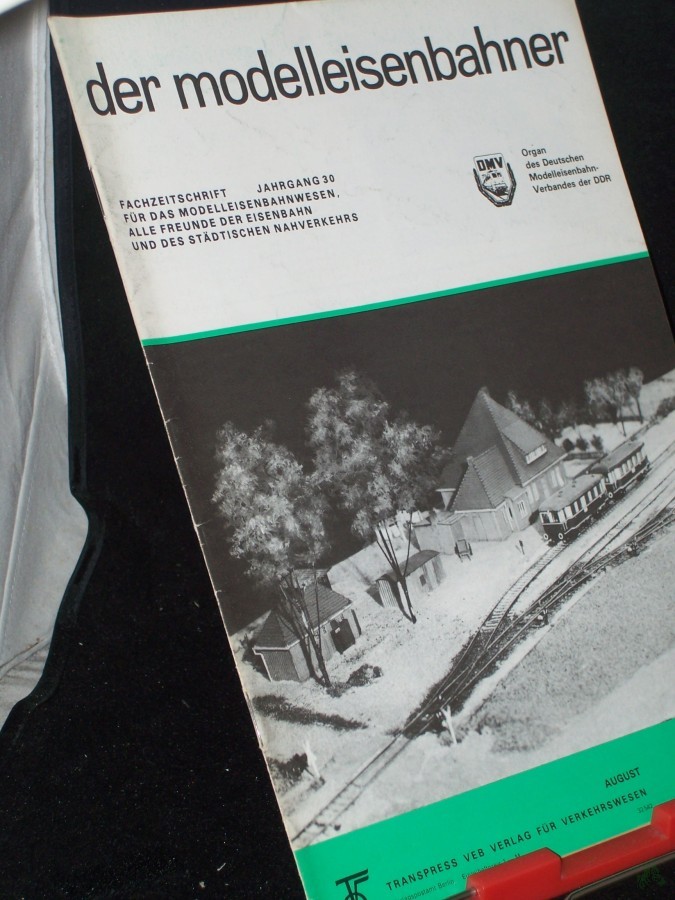 der modelleisenbahner
FACHZEITSCHRIFT JAHRGANG 30
FÜR DAS MODELLEISENBAHNWESEN,
ALLE FREUNDE DER EISENBAHN
UND DES STÄDTISCHEN NAHVERKEHRS
DMV
Organ
des Deutschen
Modelleisenbahn-
Verbandes der DDR
AUGUST
TRANSPRESS VEB VERLAG FÜR VERKEHRSWESEN
Berlin